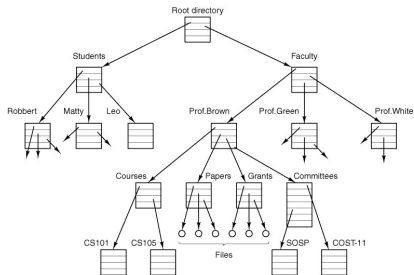 Root directory
Students
Faculty
Robbert
Matty
Leo
Prof.Brown
Prof.Green
Prof.White
Courses
Papers
Grants
Committees
CS101
CS105
Files
SOSP
COST-11